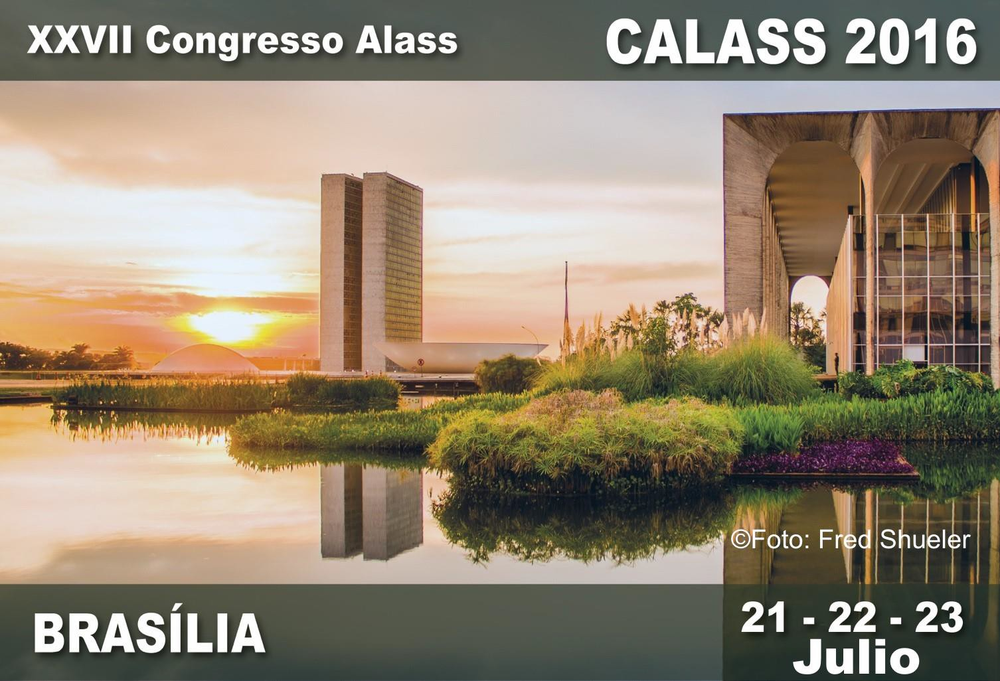 XXVII Congresso Alass
CALASS 2016
©Foto: Fred Shueler
BRASÍLIA
21 - 22 - 23
Julio